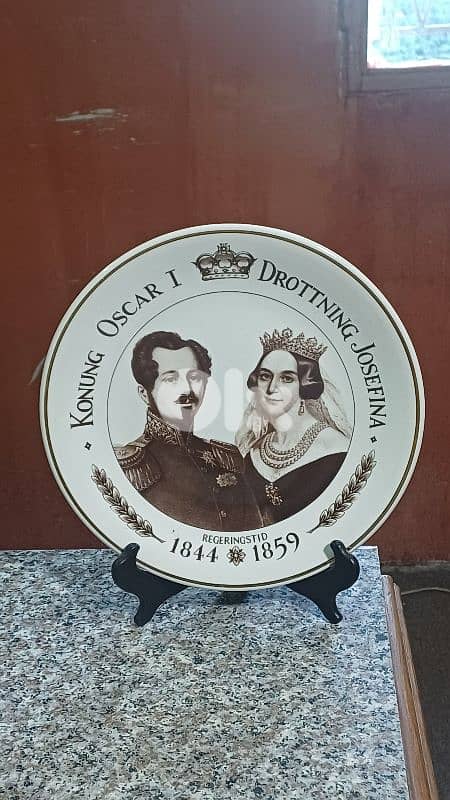 KONUNG OSCAR I DROTTNING JOSEFINA
REGERINGSTID
1844 1859